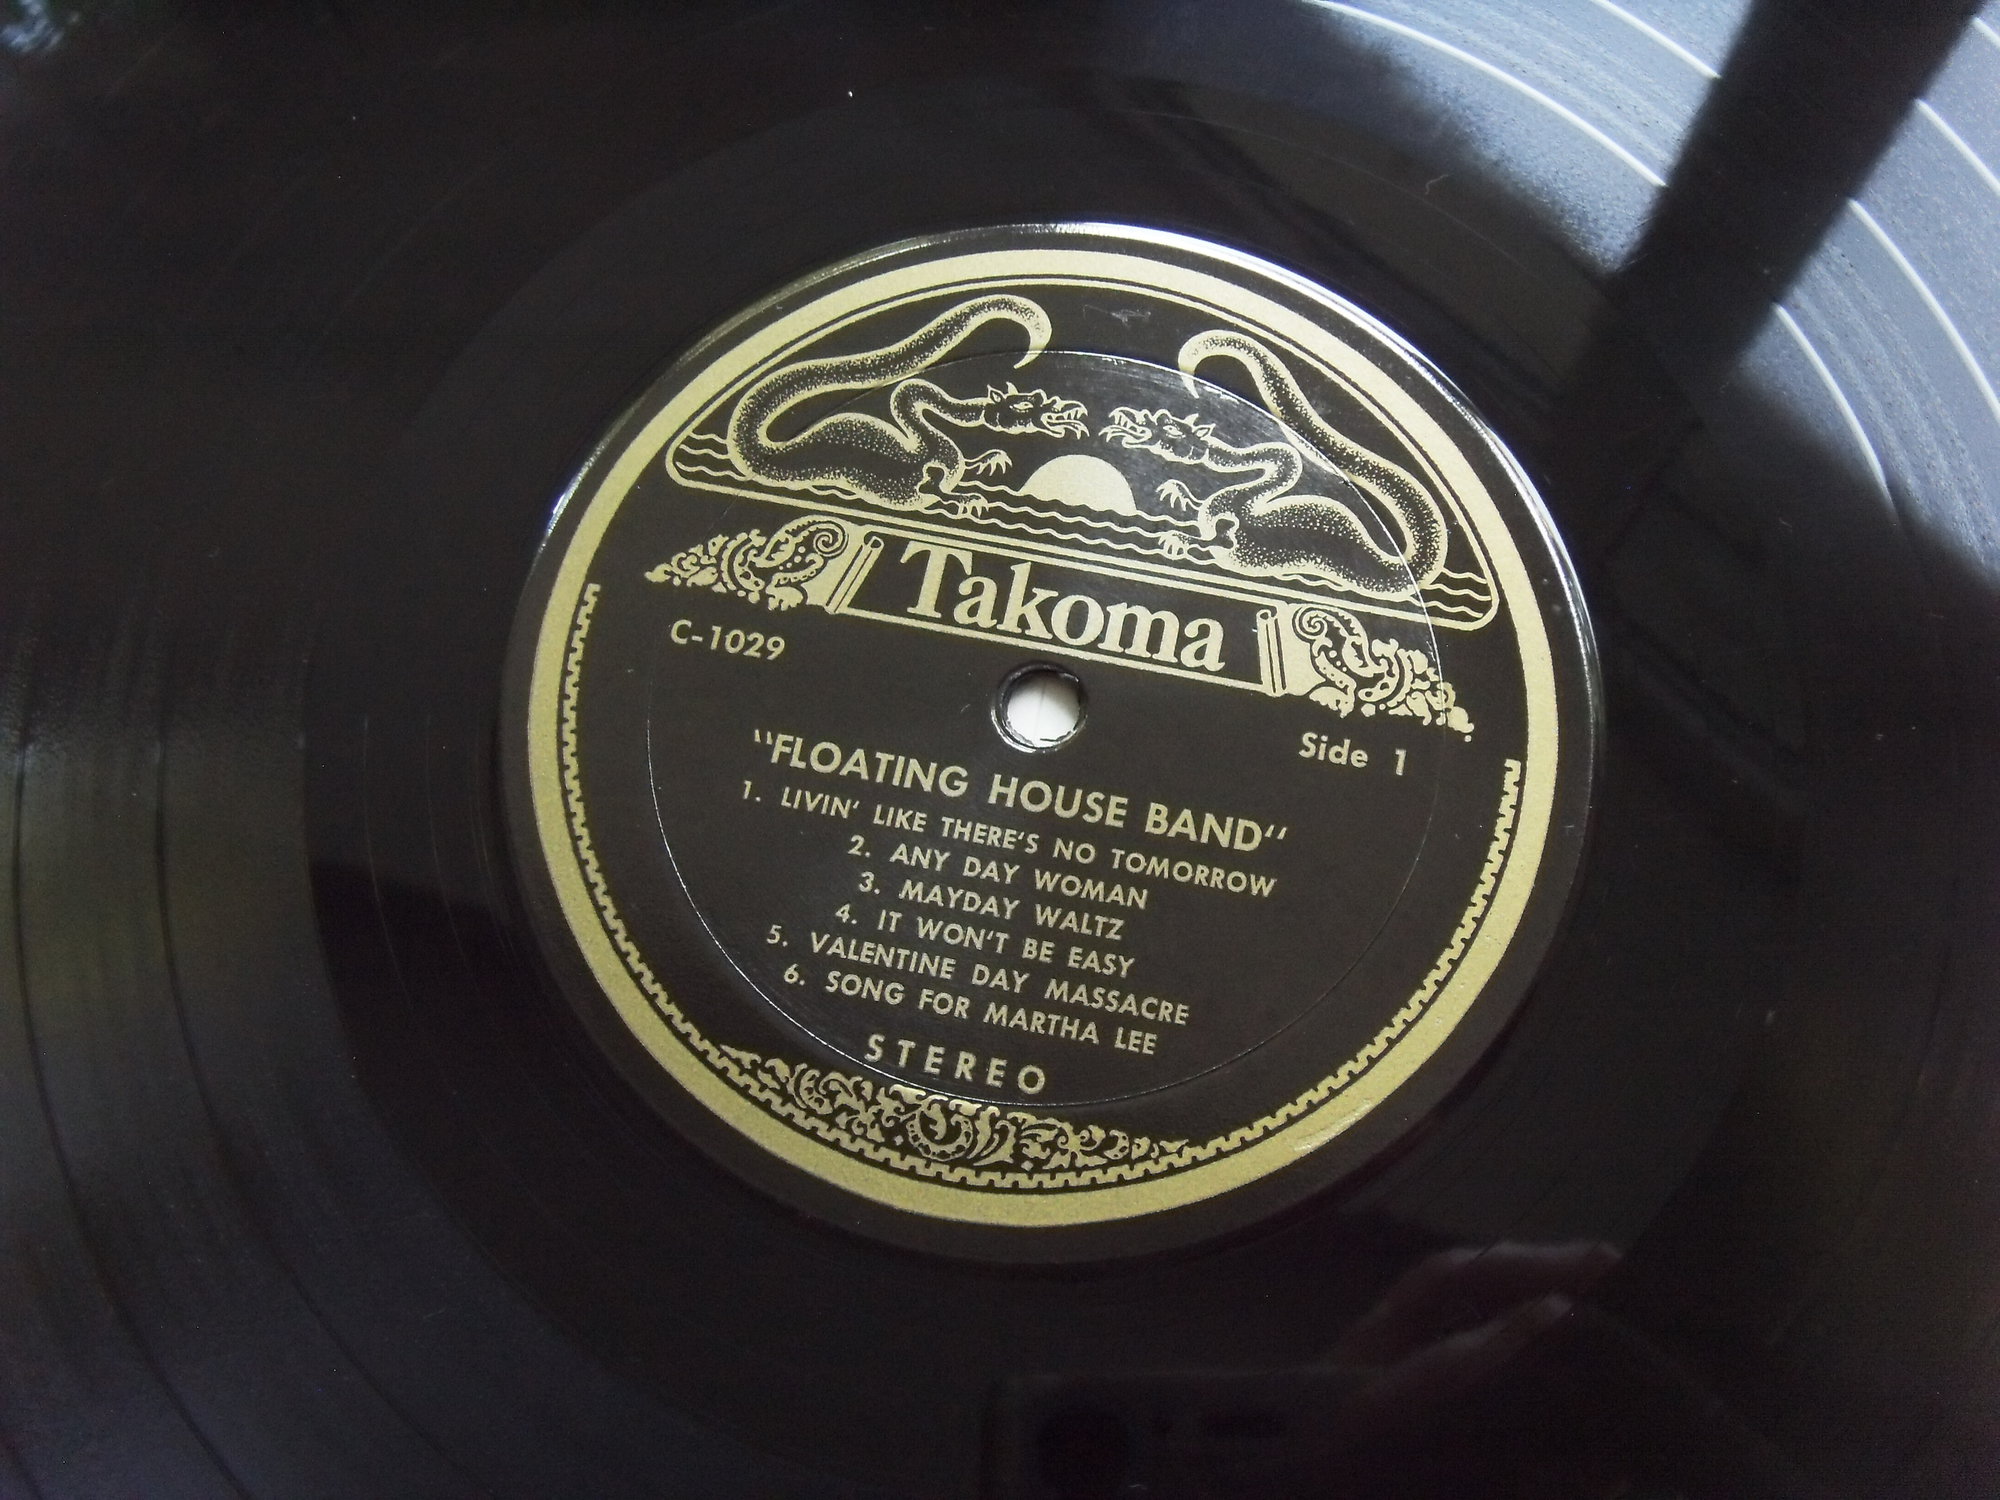 Takoma
C-1029
Side 1
"FLOATING HOUSE BAND"
1. LIVIN' LIKE THERE'S NO TOMORROW
2. ANY DAY WOMAN
3. MAYDAY WALTZ
4. IT WON'T BE EASY
5. VALENTINE DAY MASSACRE
6. SONG FOR MARTHA LEE
STEREO